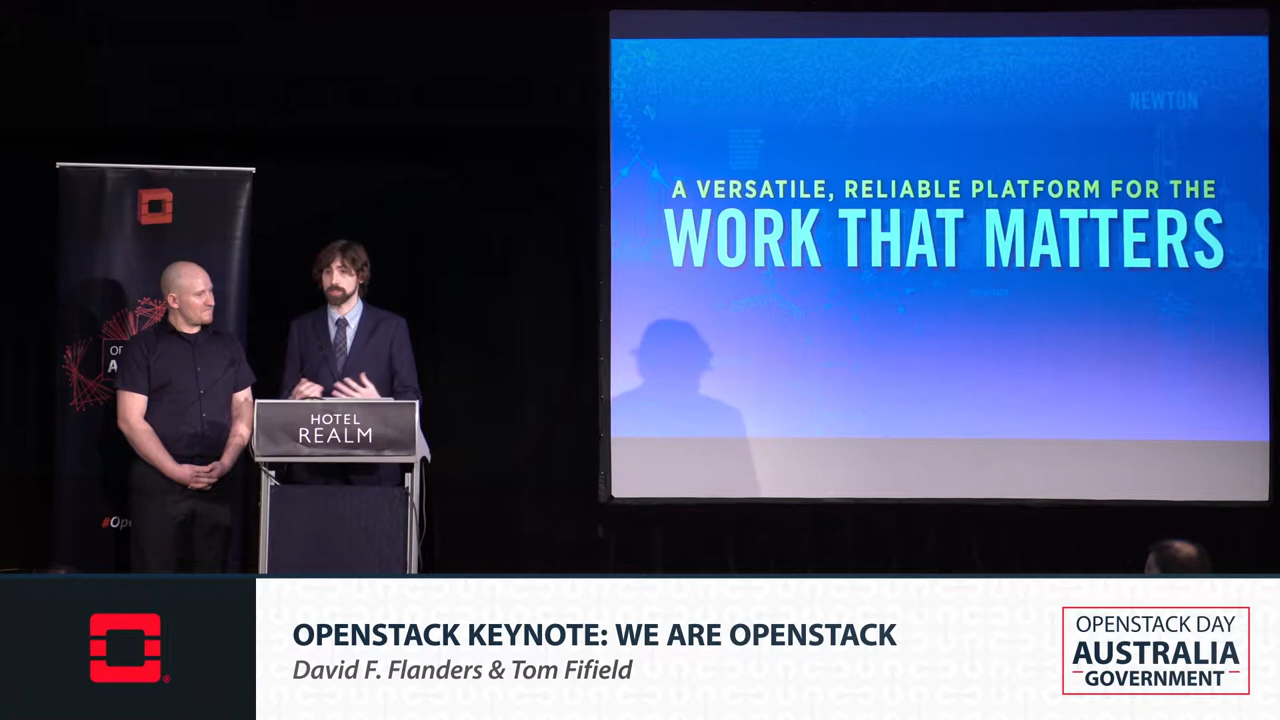 NEWTON
A VERSATILE, RELIABLE PLATFORM FOR THE
WORK THAT MATTERS
HOTEL
REALM
#Ope
OPENSTACK KEYNOTE: WE ARE OPENSTACK
David F. Flanders & Tom Fifield
OPENSTACK DAY
AUSTRALIA
GOVERNMENT